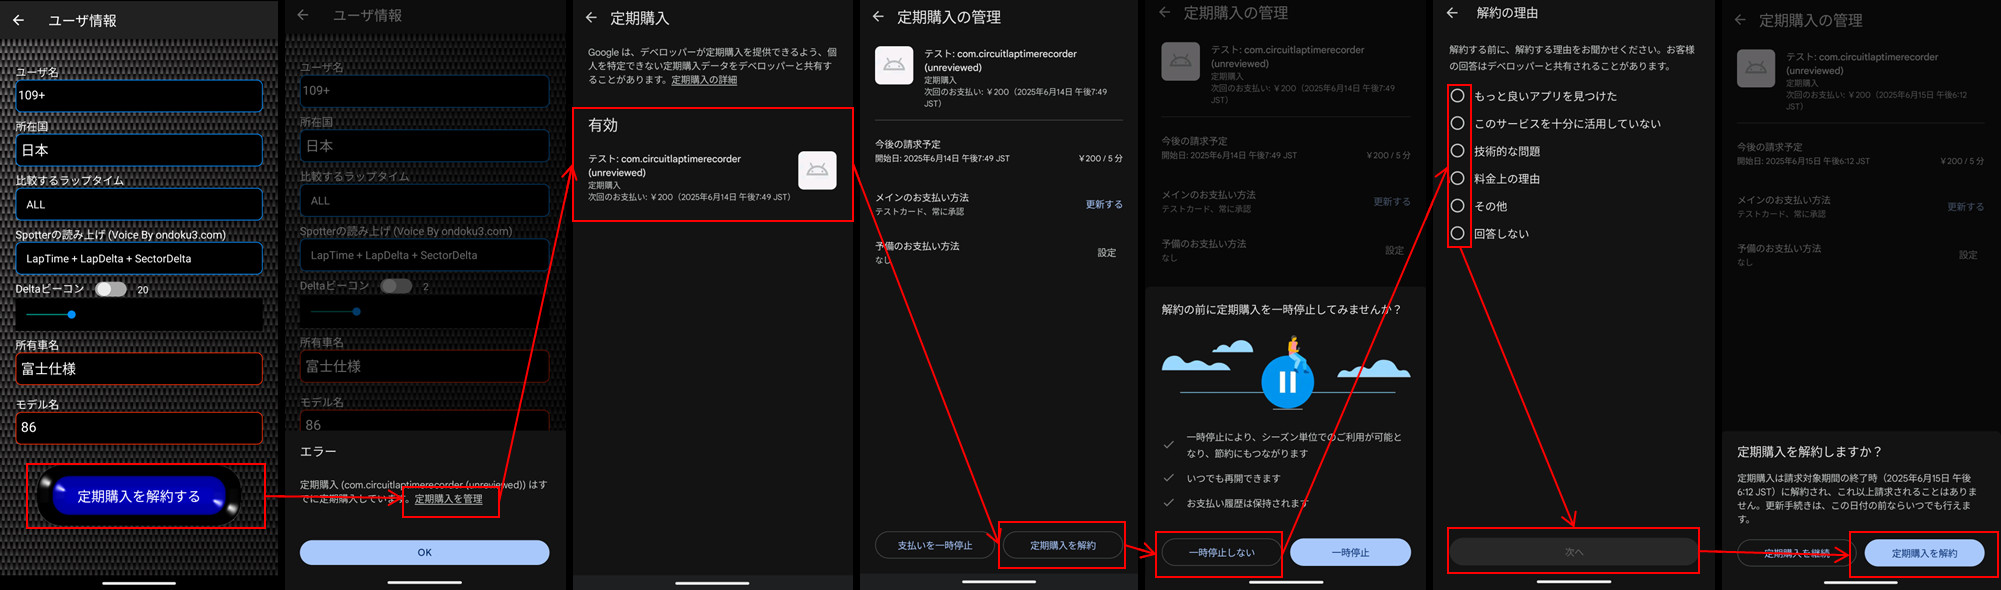 ユーザ情報
ユーザ名
109+
所在国
日本
比較するラップタイム
ALL
Spotterの読み上げ (Voice By ondoku3.com)
LapTime + LapDelta + SectorDelta
Deltaビーコン
20
所有車名
富士仕様
モデル名
86
定期購入を解約する
ユーザ情報
ユーザ名
109+
所在国
日本
比較するラップタイム
ALL
Spotterの読み上げ (Voice By ondoku3.com)
LapTime + LapDelta + SectorDelta
Deltaビーコン
2
所有車名
富士仕様
モデル名
86
エラー
定期購入 (com.circuitlaptimerecorder (unreviewed)) はす
でに定期購入しています。定期購入を管理
OK
定期購入
Google は、デベロッパーが定期購入を提供できるよう、個
人を特定できない定期購入データをデベロッパーと共有す
ることがあります。定期購入の詳細
有効
テスト: com.circuitlaptimerecorder
(unreviewed)
定期購入
次回のお支払い: ￥200（2025年6月14日 午後7:49 JST）
定期購入の管理
テスト: com.circuitlaptimerecorder
(unreviewed)
定期購入
次回のお支払い: ￥200（2025年6月14日 午後7:49
JST）
今後の請求予定
開始日: 2025年6月14日 午後7:49 JST
￥200 / 5 分
メインのお支払い方法
テストカード、常に承認
更新する
予備のお支払い方法
なし
設定
支払いを一時停止
定期購入を解約
定期購入の管理
テスト: com.circuitlaptimerecorder
(unreviewed)
定期購入
次回のお支払い: ￥200（2025年6月14日 午後7:49
JST）
今後の請求予定
開始日: 2025年6月14日 午後7:49 JST
￥200 / 5 分
メインのお支払い方法
テストカード、常に承認
更新する
予備のお支払い方法
なし
設定
解約の前に定期購入を一時停止してみませんか？
一時停止により、シーズン単位でのご利用が可能と
なり、節約にもつながります
いつでも再開できます
お支払い履歴は保持されます
一時停止しない
一時停止
解約の理由
解約する前に、解約する理由をお聞かせください。お客様
の回答はデベロッパーと共有されることがあります。
もっと良いアプリを見つけた
このサービスを十分に活用していない
技術的な問題
料金上の理由
その他
回答しない
次へ
定期購入の管理
テスト: com.circuitlaptimerecorder
(unreviewed)
定期購入
次回のお支払い: ￥200（2025年6月15日 午後6:12
JST）
今後の請求予定
開始日: 2025年6月15日 午後6:12 JST
￥200 / 5 分
メインのお支払い方法
テストカード、常に承認
更新する
予備のお支払い方法
なし
設定
定期購入を解約しますか？
定期購入は請求対象期間の終了時（2025年6月15日 午後
6:12 JST）に解約され、これ以上請求されることはありま
せん。更新手続きは、この日付の前ならいつでも行えま
す。
定期購入を継続
定期購入を解約